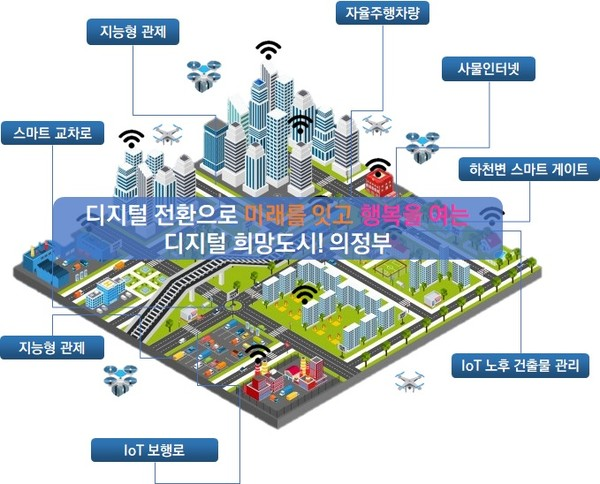 자율주행차량
지능형 관제
사물인터넷
스마트 교차로
하천변 스마트 게이트
디지털 전환으로 미래를 잇고 행복을 여는
디지털 희망도시! 의정부
지능형 관제
IoT 노후 건출물 관리
IoT 보행로